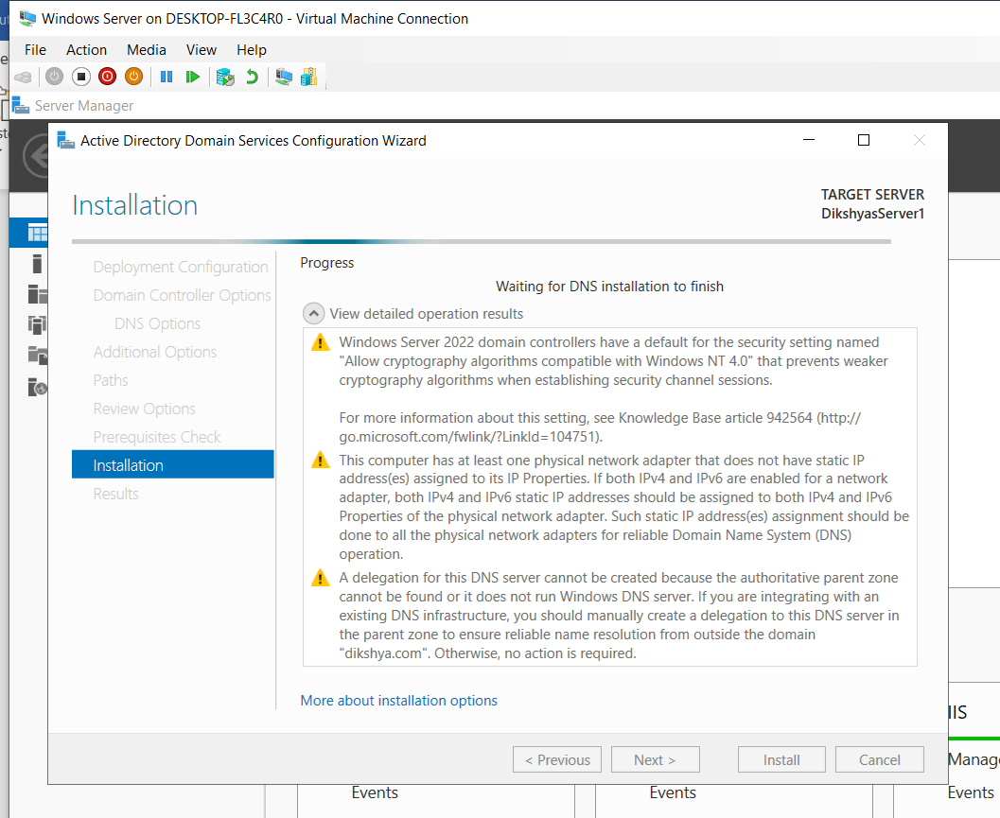 Windows Server on DESKTOP-FL3C4R0 - Virtual Machine Connection
File Action Media View Help
Server Manager
Active Directory Domain Services Configuration Wizard
Installation
TARGET SERVER
DikshyasServer1
Deployment Configuration
Domain Controller Options
DNS Options
Additional Options
Paths
Review Options
Prerequisites Check
Installation
Results
Progress
Waiting for DNS installation to finish
View detailed operation results
Windows Server 2022 domain controllers have a default for the security setting named
"Allow cryptography algorithms compatible with Windows NT 4.0" that prevents weaker
cryptography algorithms when establishing security channel sessions.
For more information about this setting, see Knowledge Base article 942564 (http://
go.microsoft.com/fwlink/?LinkId=104751).
This computer has at least one physical network adapter that does not have static IP
address(es) assigned to its IP Properties. If both IPv4 and IPv6 are enabled for a network
adapter, both IPv4 and IPv6 static IP addresses should be assigned to both IPv4 and IPv6
Properties of the physical network adapter. Such static IP address(es) assignment should be
done to all the physical network adapters for reliable Domain Name System (DNS)
operation.
A delegation for this DNS server cannot be created because the authoritative parent zone
cannot be found or it does not run Windows DNS server. If you are integrating with an
existing DNS infrastructure, you should manually create a delegation to this DNS server in
the parent zone to ensure reliable name resolution from outside the domain
"dikshya.com". Otherwise, no action is required.
More about installation options
< Previous Next > Install Cancel
IIS
Manage
Events Events Events